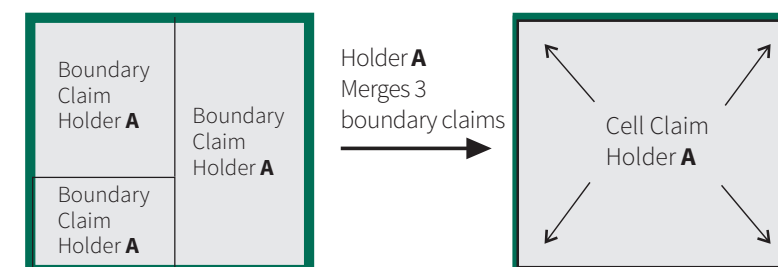 Boundary
Claim
Holder A
Boundary
Claim
Holder A
Boundary
Claim
Holder A
Holder A
Merges 3
boundary claims
Cell Claim
Holder A